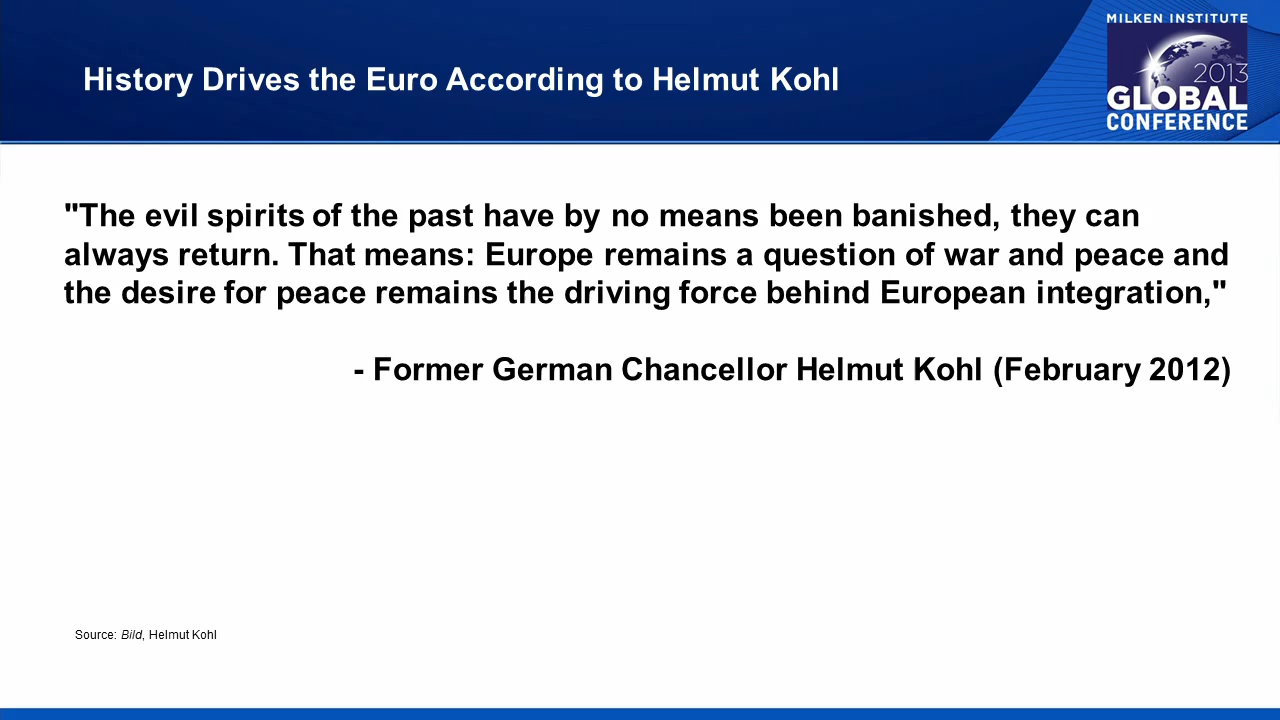 MILKEN INSTITUTE
2013
GLOBAL
CONFERENCE
History Drives the Euro According to Helmut Kohl
"The evil spirits of the past have by no means been banished, they can
always return. That means: Europe remains a question of war and peace and
the desire for peace remains the driving force behind European integration,"
- Former German Chancellor Helmut Kohl (February 2012)
Source: Bild, Helmut Kohl